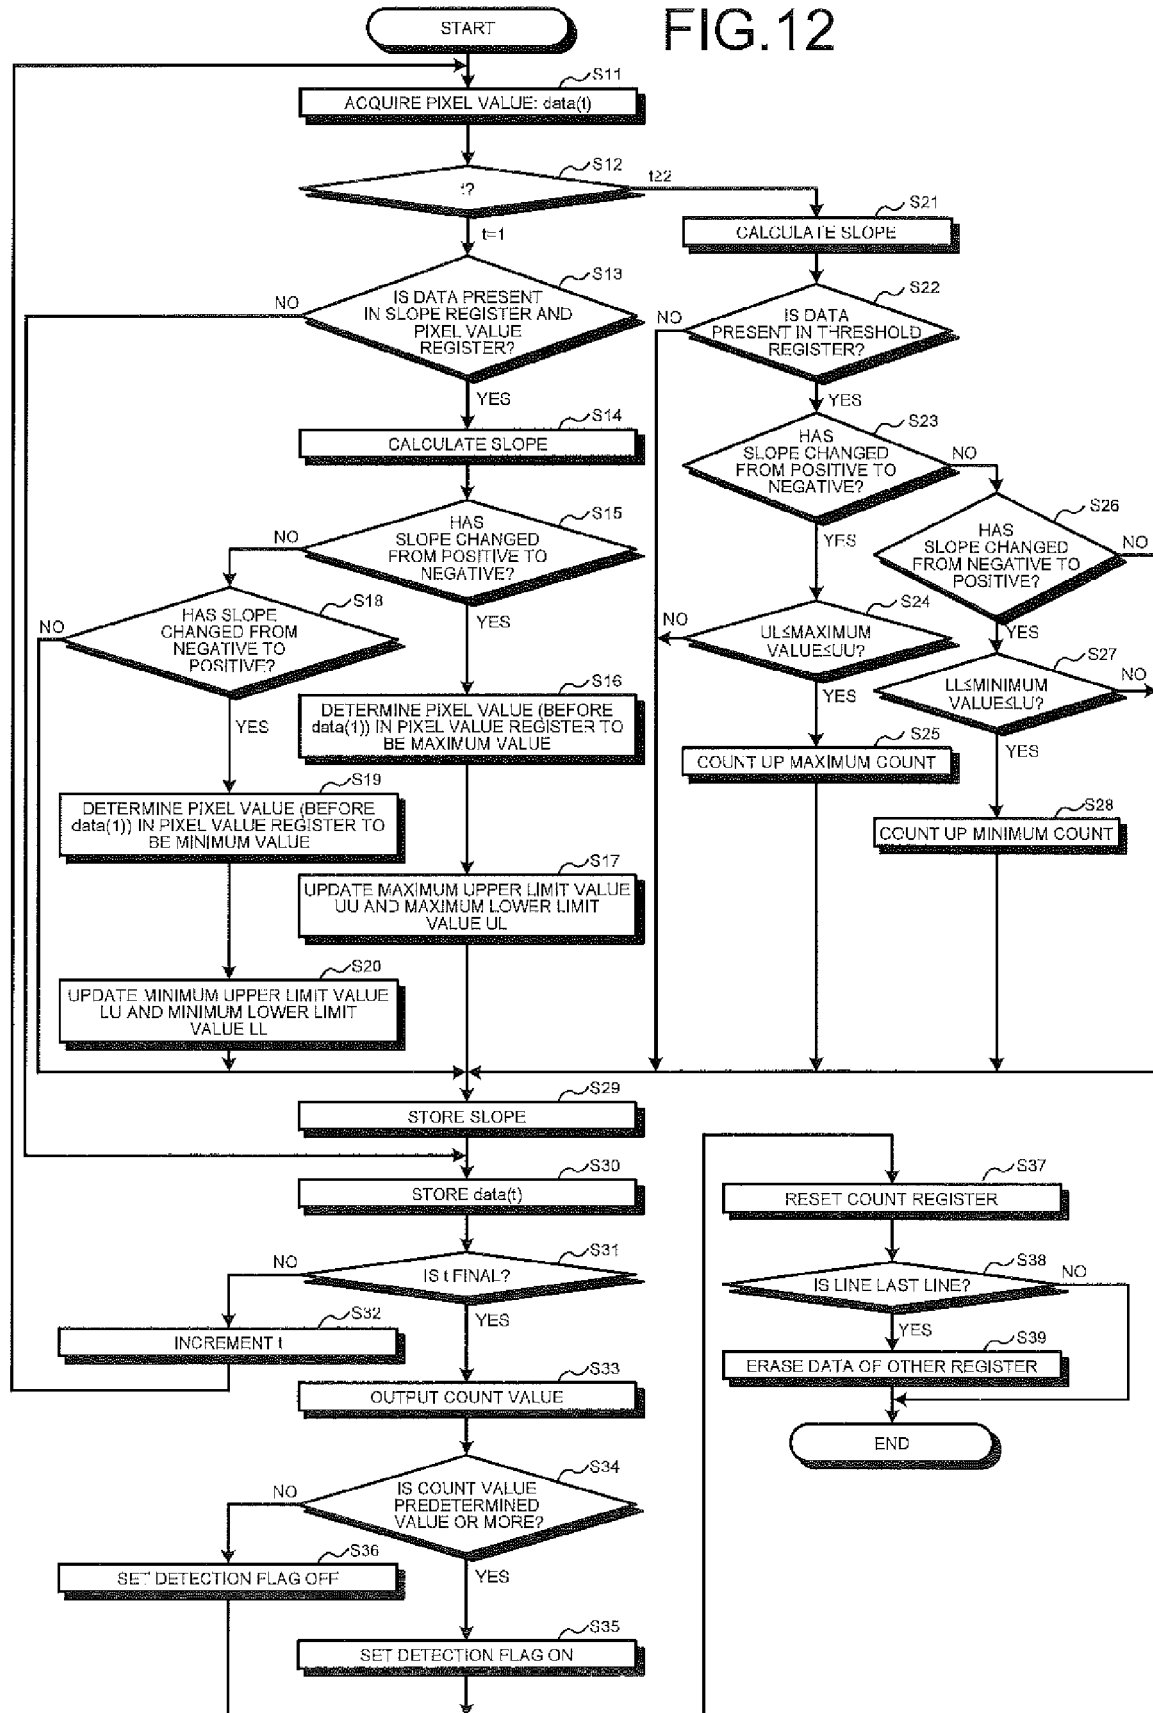 FIG.12
START
S11
ACQUIRE PIXEL VALUE: data(t)
S12
t?
t≥2
t=1
S21
CALCULATE SLOPE
S13
NO
IS DATA PRESENT
IN SLOPE REGISTER AND
PIXEL VALUE
REGISTER?
YES
S22
NO
IS DATA
PRESENT IN THRESHOLD
REGISTER?
YES
S14
CALCULATE SLOPE
S23
HAS
SLOPE CHANGED
FROM POSITIVE TO
NEGATIVE?
NO
YES
S15
NO
HAS
SLOPE CHANGED
FROM POSITIVE TO
NEGATIVE?
YES
S26
HAS
SLOPE CHANGED
FROM NEGATIVE TO
POSITIVE?
NO
YES
S18
NO
HAS SLOPE
CHANGED FROM
NEGATIVE TO
POSITIVE?
YES
S24
NO
UL≤MAXIMUM
VALUE≤UU?
YES
S27
LL≤MINIMUM
VALUE≤LU?
NO
YES
S16
DETERMINE PIXEL VALUE (BEFORE
data(1)) IN PIXEL VALUE REGISTER TO
BE MAXIMUM VALUE
S25
COUNT UP MAXIMUM COUNT
S19
DETERMINE PIXEL VALUE (BEFORE
data(1)) IN PIXEL VALUE REGISTER TO
BE MINIMUM VALUE
S28
COUNT UP MINIMUM COUNT
S17
UPDATE MAXIMUM UPPER LIMIT VALUE
UU AND MAXIMUM LOWER LIMIT
VALUE UL
S20
UPDATE MINIMUM UPPER LIMIT VALUE
LU AND MINIMUM LOWER LIMIT
VALUE LL
S29
STORE SLOPE
S30
STORE data(t)
S31
NO
IS t FINAL?
YES
S32
INCREMENT t
S33
OUTPUT COUNT VALUE
S34
NO
IS COUNT VALUE
PREDETERMINED
VALUE OR MORE?
YES
S36
SET DETECTION FLAG OFF
S35
SET DETECTION FLAG ON
S37
RESET COUNT REGISTER
S38
IS LINE LAST LINE?
NO
YES
S39
ERASE DATA OF OTHER REGISTER
END